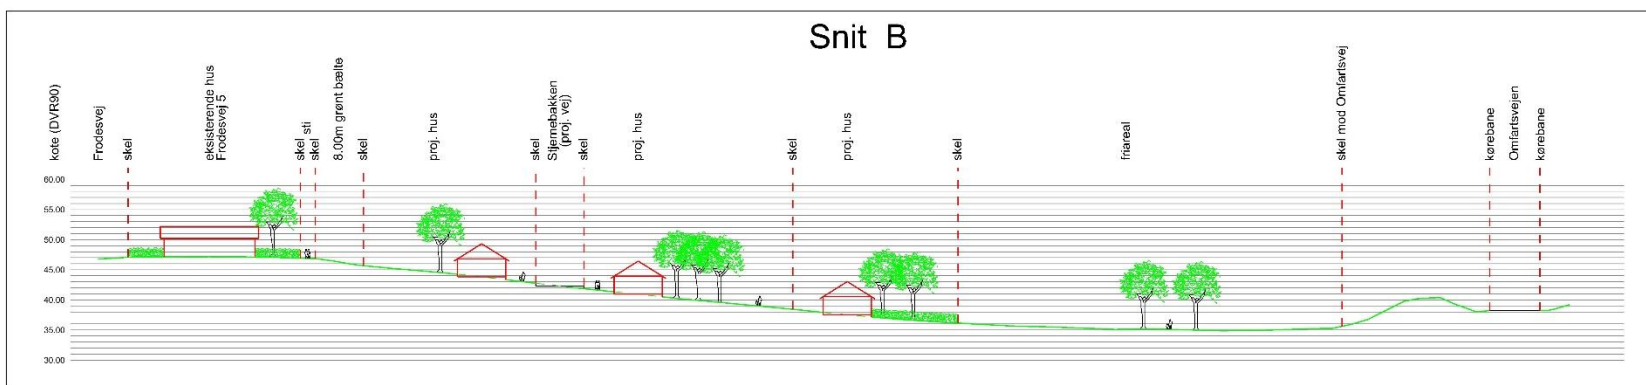 Snit B
kote (DVR90)
Frodesvej
skel
eksisterende hus
Frodesvej 5
skel
sti
skel
8.00m grønt bælte
skel
proj. hus
skel
Stjernebakken
(proj. vej)
skel
proj. hus
skel
proj. hus
skel
friareal
skel mod Omfartsvej
kørebane
Omfartsvejen
kørebane
60.00
55.00
50.00
45.00
40.00
35.00
30.00